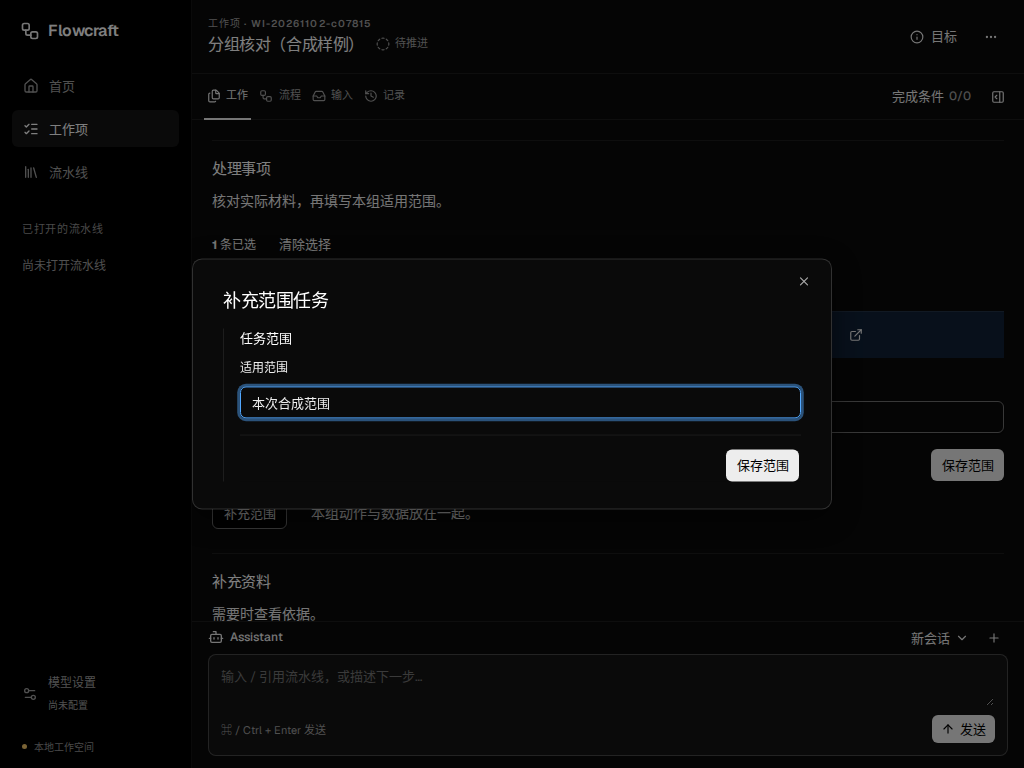 Flowcraft
首页
工作项
流水线
已打开的流水线
尚未打开流水线
模型设置
尚未配置
本地工作空间
工作项 · WI-20261102-c07815
分组核对（合成样例）
待推进
目标
工作
流程
输入
记录
完成条件 0/0
处理事项
核对实际材料，再填写本组适用范围。
1 条已选 清除选择
补充范围任务
任务范围
适用范围
本次合成范围
保存范围
保存范围
补充范围 本组动作与数据放在一起。
补充资料
需要时查看依据。
Assistant
新会话
输入 / 引用流水线，或描述下一步…
⌘ / Ctrl + Enter 发送
发送